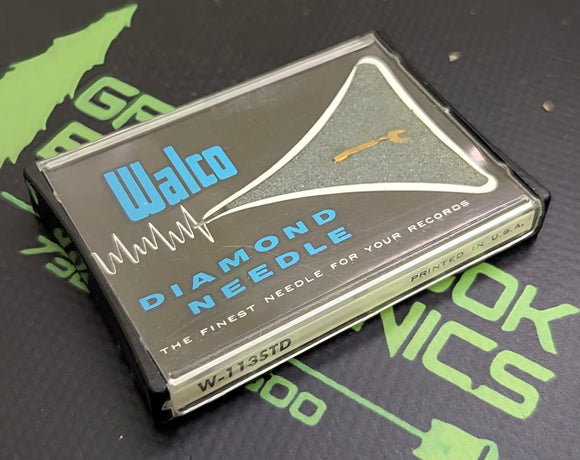 Walco
DIAMOND
NEEDLE
THE FINEST NEEDLE FOR YOUR RECORDS
PRINTED IN U.S.A.
W-113STD